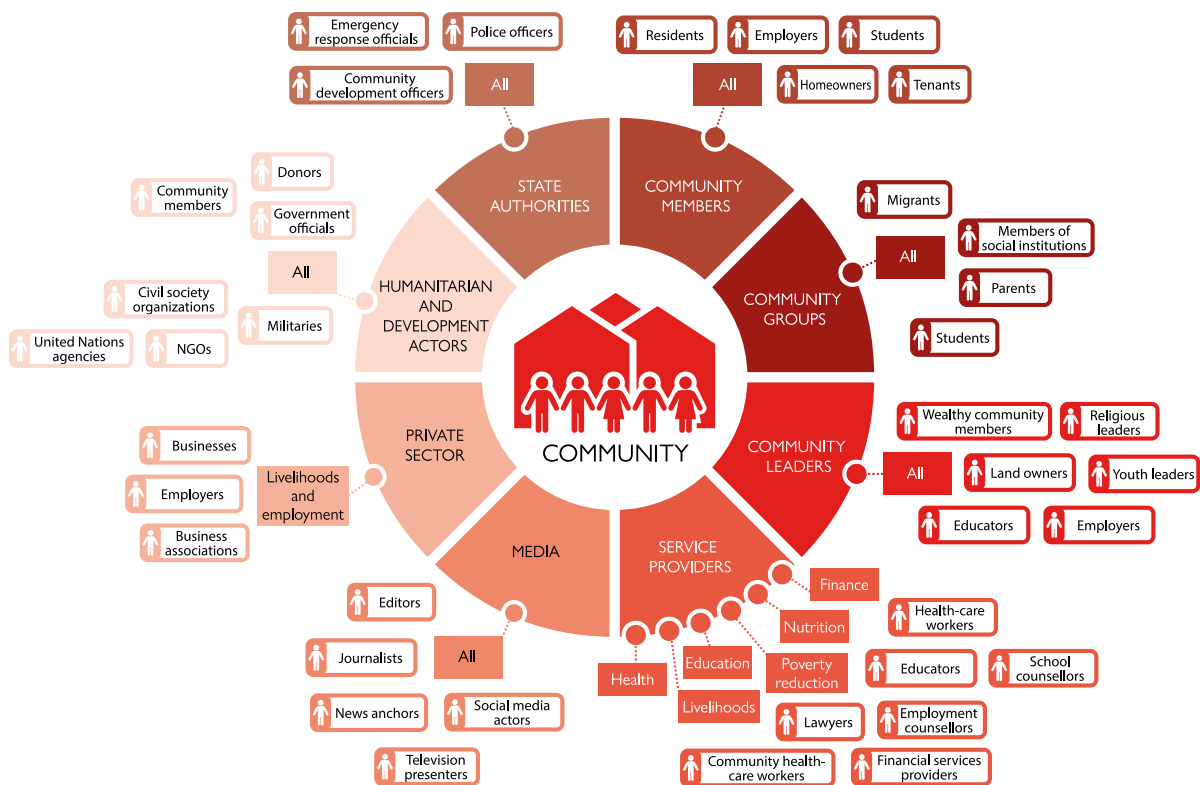 Emergency
response officials
Police officers
Community
development officers
All
Residents
Employers
Students
All
Homeowners
Tenants
STATE
AUTHORITIES
COMMUNITY
MEMBERS
Community
members
Donors
Government
officials
All
Civil society
organizations
Militaries
United Nations
agencies
NGOs
HUMANITARIAN
AND
DEVELOPMENT
ACTORS
Migrants
Members of
social institutions
All
Parents
Students
COMMUNITY
GROUPS
COMMUNITY
PRIVATE
SECTOR
Businesses
Employers
Livelihoods
and
employment
Business
associations
COMMUNITY
LEADERS
Wealthy community
members
Religious
leaders
All
Land owners
Youth leaders
Educators
Employers
MEDIA
Editors
Journalists
All
News anchors
Social media
actors
Television
presenters
SERVICE
PROVIDERS
Finance
Nutrition
Poverty
reduction
Education
Livelihoods
Health
Health-care
workers
Educators
School
counsellors
Lawyers
Employment
counsellors
Community health-
care workers
Financial services
providers